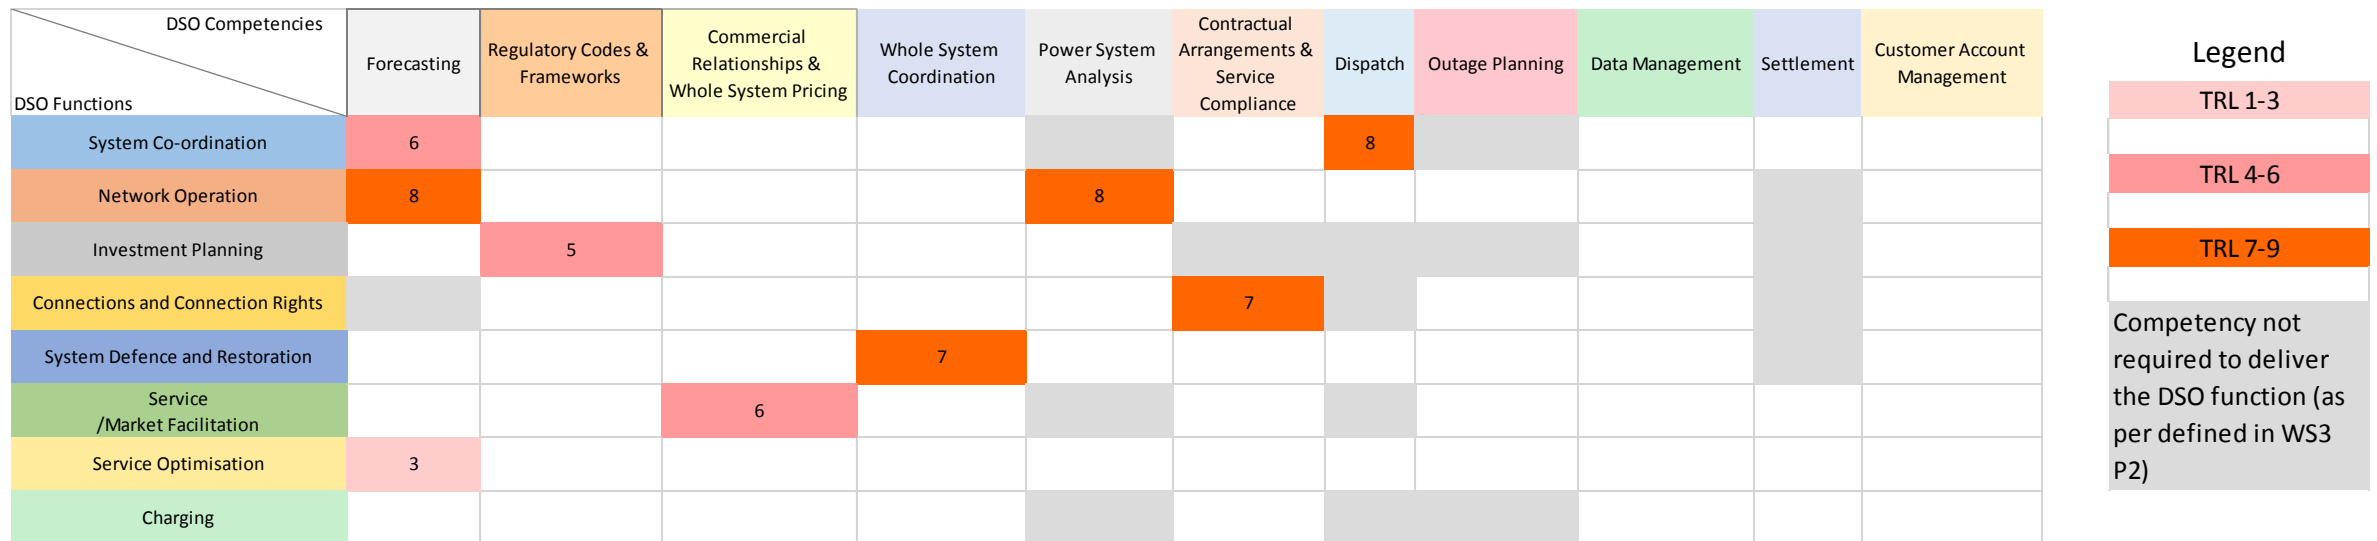 DSO Competencies
DSO Functions
Forecasting
Regulatory Codes &
Frameworks
Commercial
Relationships &
Whole System Pricing
Whole System
Coordination
Power System
Analysis
Contractual
Arrangements &
Service
Compliance
Dispatch
Outage Planning
Data Management
Settlement
Customer Account
Management
System Co-ordination
6
8
Network Operation
8
8
Investment Planning
5
Connections and Connection Rights
7
System Defence and Restoration
7
Service
/Market Facilitation
6
Service Optimisation
3
Charging
Legend
TRL 1-3
TRL 4-6
TRL 7-9
Competency not
required to deliver
the DSO function (as
per defined in WS3
P2)